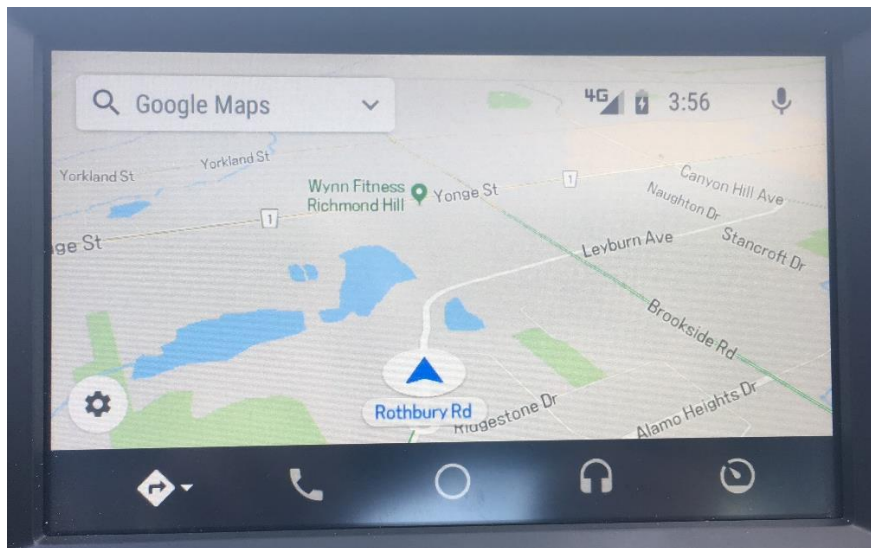 Google Maps
4G
3:56
Yorkland St
Yorkland St
Canyon Hill Ave
Wynn Fitness
Richmond Hill
Yonge St
1
Naughton Dr
1
ge St
Leyburn Ave
Stancroft Dr
Brookside Rd
Rothbury Rd
Ridgestone Dr
Alamo Heights Dr